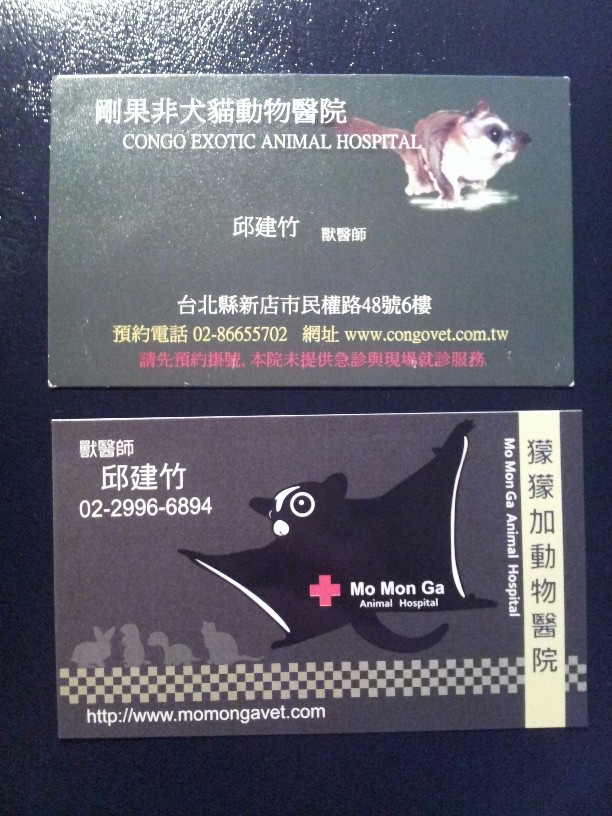 剛果非犬貓動物醫院
CONGO EXOTIC ANIMAL HOSPITAL
邱建竹 獸醫師
台北縣新店市民權路48號6樓
預約電話 02-86655702 網址 www.congovet.com.tw
請先預約掛號, 本院未提供急診與現場就診服務
獸醫師
邱建竹
02-2996-6894
Mo Mon Ga
Animal Hospital
http://www.momongavet.com
獴獴加動物醫院
Mo Mon Ga Animal Hospital